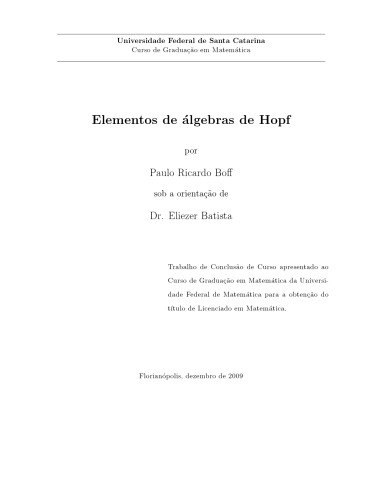 Universidade Federal de Santa Catarina
Curso de Graduação em Matemática
Elementos de álgebras de Hopf
por
Paulo Ricardo Boff
sob a orientação de
Dr. Eliezer Batista
Trabalho de Conclusão de Curso apresentado ao
Curso de Graduação em Matemática da Universi-
dade Federal de Matemática para a obtenção do
título de Licenciado em Matemática.
Florianópolis, dezembro de 2009